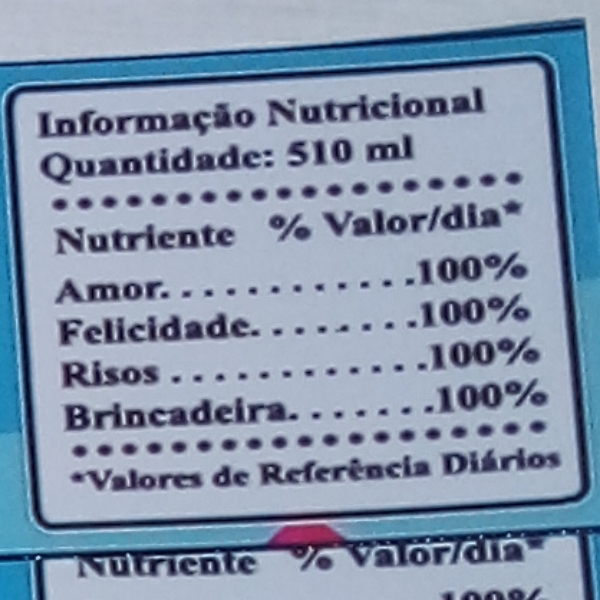 Informação Nutricional
Quantidade: 510 ml
Nutriente % Valor/dia*
Amor. . . . . . . . . . . . .100%
Felicidade. . . . . . . . .100%
Risos . . . . . . . . . . . . .100%
Brincadeira. . . . . . . .100%
*Valores de Referência Diários
Nutriente % Valor/dia*
100%